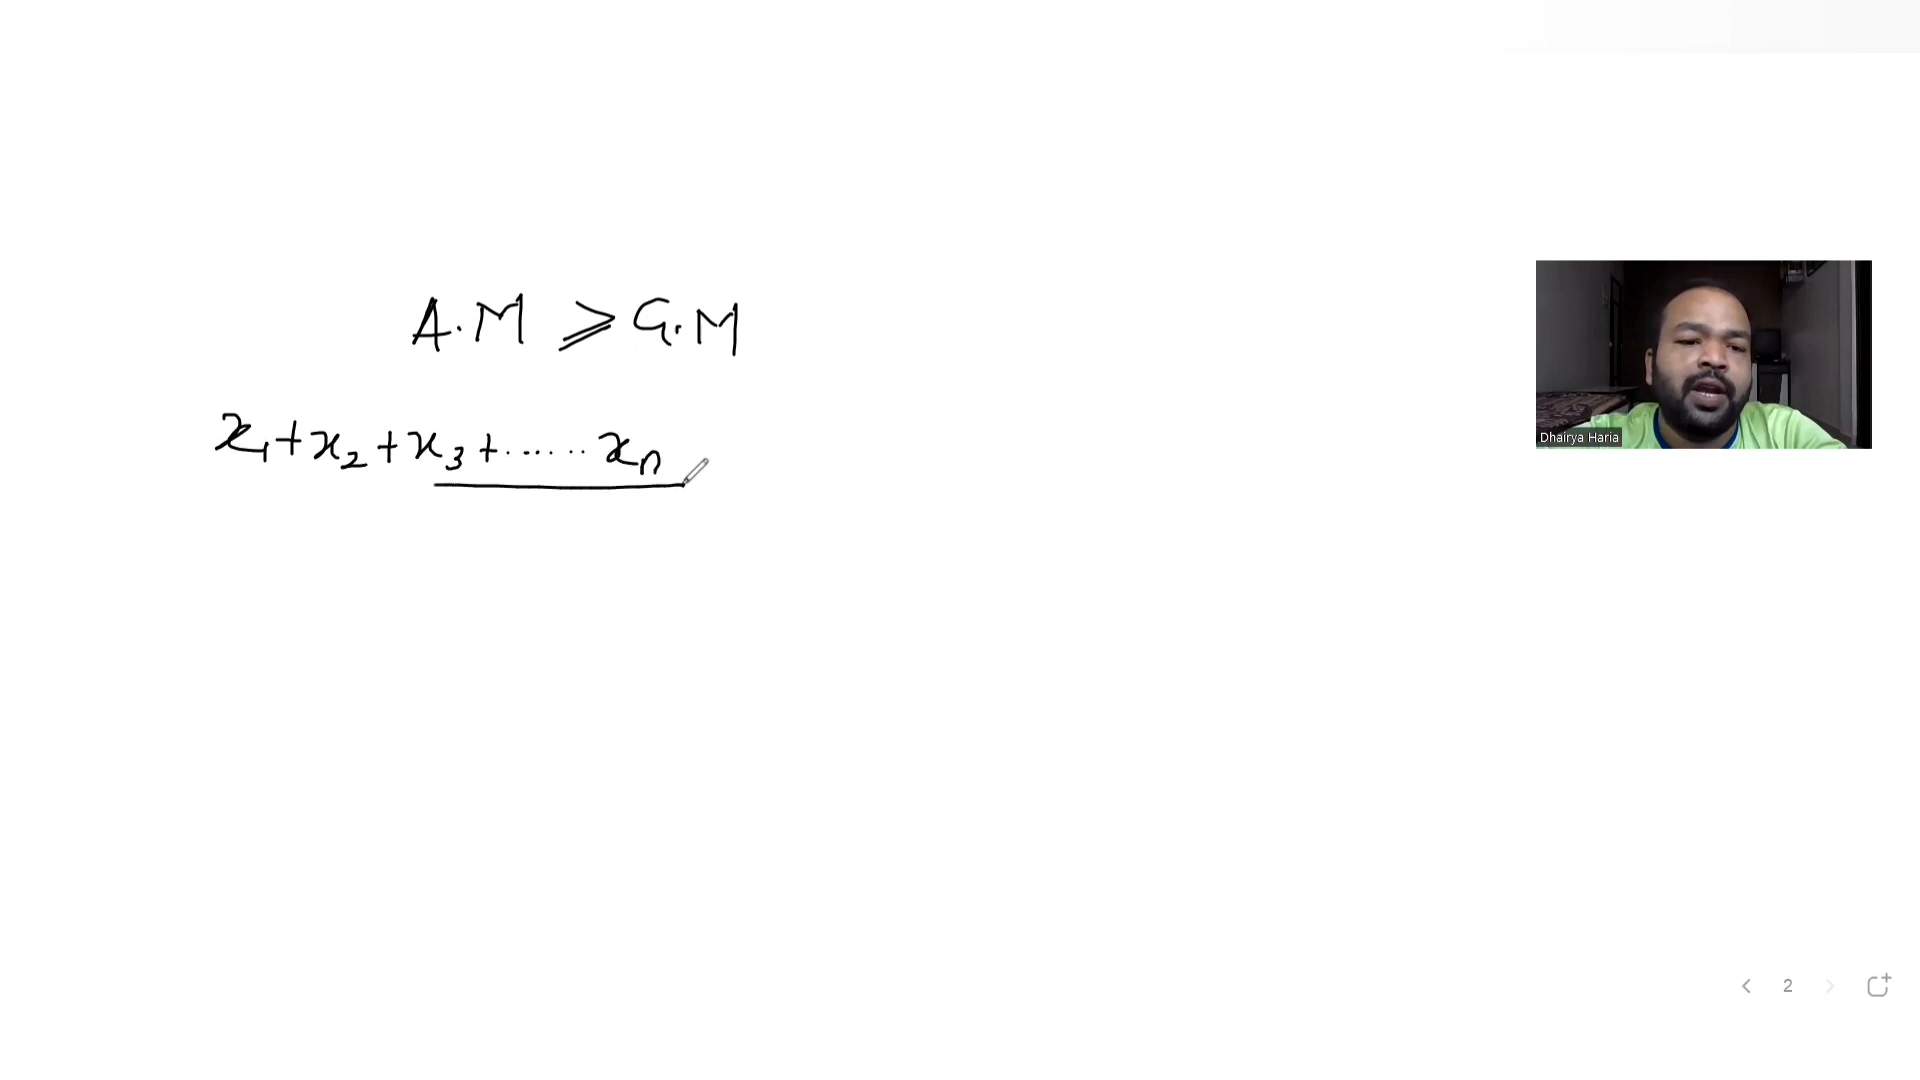 A.M ⩾ G.M
x₁+x₂+x₃+...... xₙ
Dhairya Haria
2